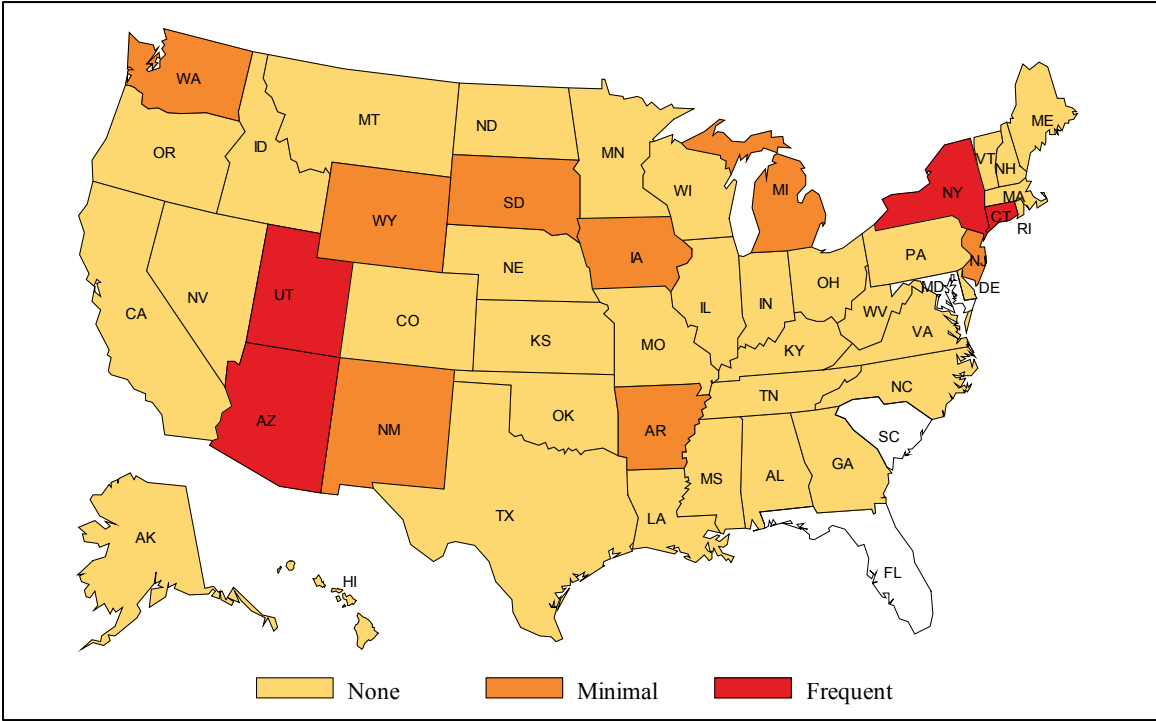 WA
MT
ND
MN
ME
OR
ID
WI
MI
VT
NH
NY
MA
CT
RI
WY
SD
IA
NE
PA
NJ
NV
UT
CO
IL
IN
OH
MD
DE
CA
KS
MO
WV
VA
KY
AZ
NM
OK
AR
TN
NC
SC
TX
LA
MS
AL
GA
FL
AK
HI
None
Minimal
Frequent